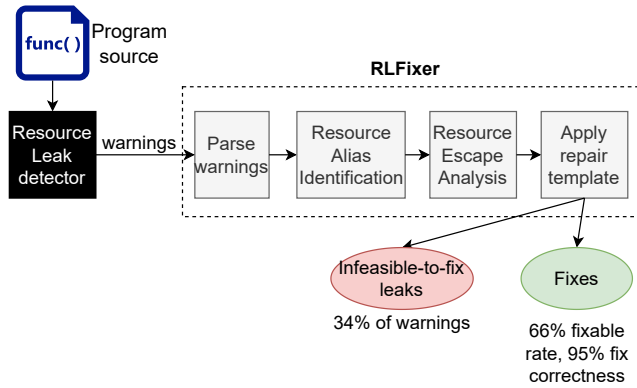 func( )
Program
source
RLFixer
Resource
Leak
detector
warnings
Parse
warnings
Resource
Alias
Identification
Resource
Escape
Analysis
Apply
repair
template
Infeasible-to-fix
leaks
34% of warnings
Fixes
66% fixable
rate, 95% fix
correctness